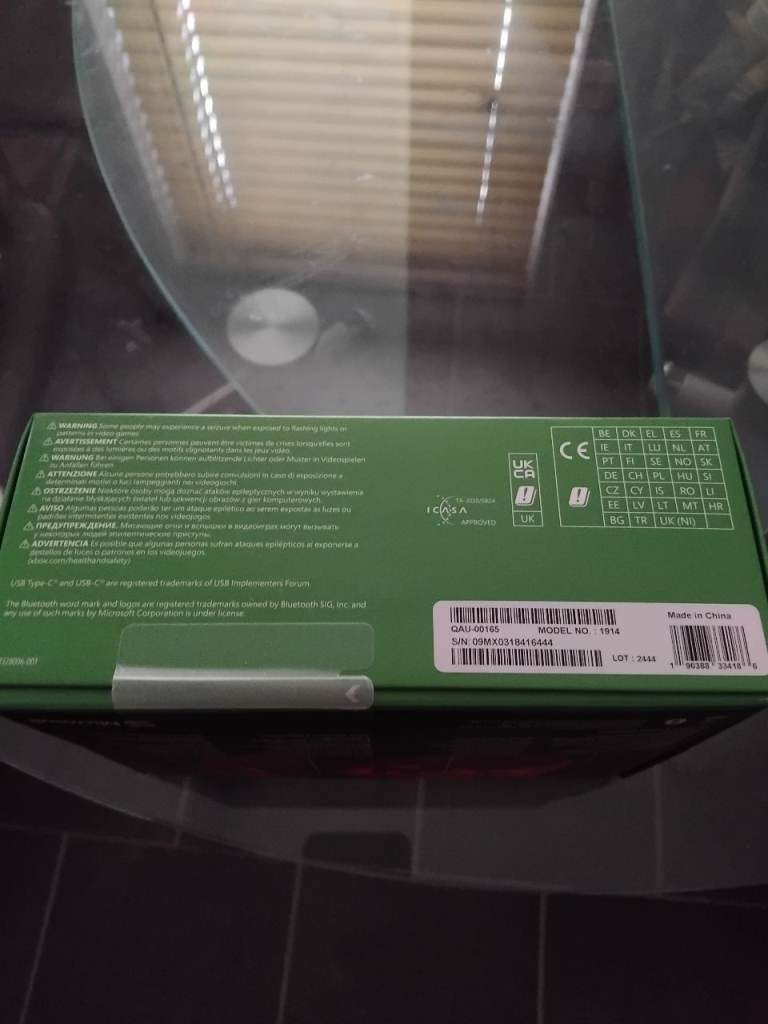 ⚠ WARNING Some people may experience a seizure when exposed to flashing lights or
patterns in video games.
⚠ AVERTISSEMENT Certaines personnes peuvent être victimes de crises lorsqu'elles sont
exposées à des lumières ou des motifs clignotants dans les jeux vidéo.
⚠ WARNUNG Bei einigen Personen können aufblitzende Lichter oder Muster in Videospielen
zu Anfällen führen.
⚠ ATTENZIONE Alcune persone potrebbero subire convulsioni in caso di esposizione a
determinati motivi o luci lampeggianti nei videogiochi.
⚠ OSTRZEŻENIE Niektóre osoby mogą doznać ataków epileptycznych w wyniku wystawienia
na działanie błyskających świateł lub sekwencji obrazów z gier komputerowych.
⚠ AVISO Algumas pessoas poderão ter um ataque epilético ao serem expostas às luzes ou
padrões intermitentes existentes nos videojogos.
⚠ ПРЕДУПРЕЖДЕНИЕ. Мигающие огни и вспышки в видеоиграх могут вызывать
у некоторых людей эпилептические приступы.
⚠ ADVERTENCIA Es posible que algunas personas sufran ataques epilépticos al exponerse a
destellos de luces o patrones en los videojuegos.
(xbox.com/healthandsafety)
USB Type-C® and USB-C® are registered trademarks of USB Implementers Forum.
The Bluetooth word mark and logos are registered trademarks owned by Bluetooth SIG, Inc. and
any use of such marks by Microsoft Corporation is under license.
ICASA
APPROVED
UK
CA
UK
CE
BE DK EL ES FR
IE IT LU NL AT
PT FI SE NO SK
DE CH PL HU SI
CZ CY IS RO LI
EE LV LT MT HR
BG TR UK(NI)
QAU-00165 MODEL NO. : 1914
S/N: 09MX0318416444
LOT : 2444
Made in China
1 96388 33418 6